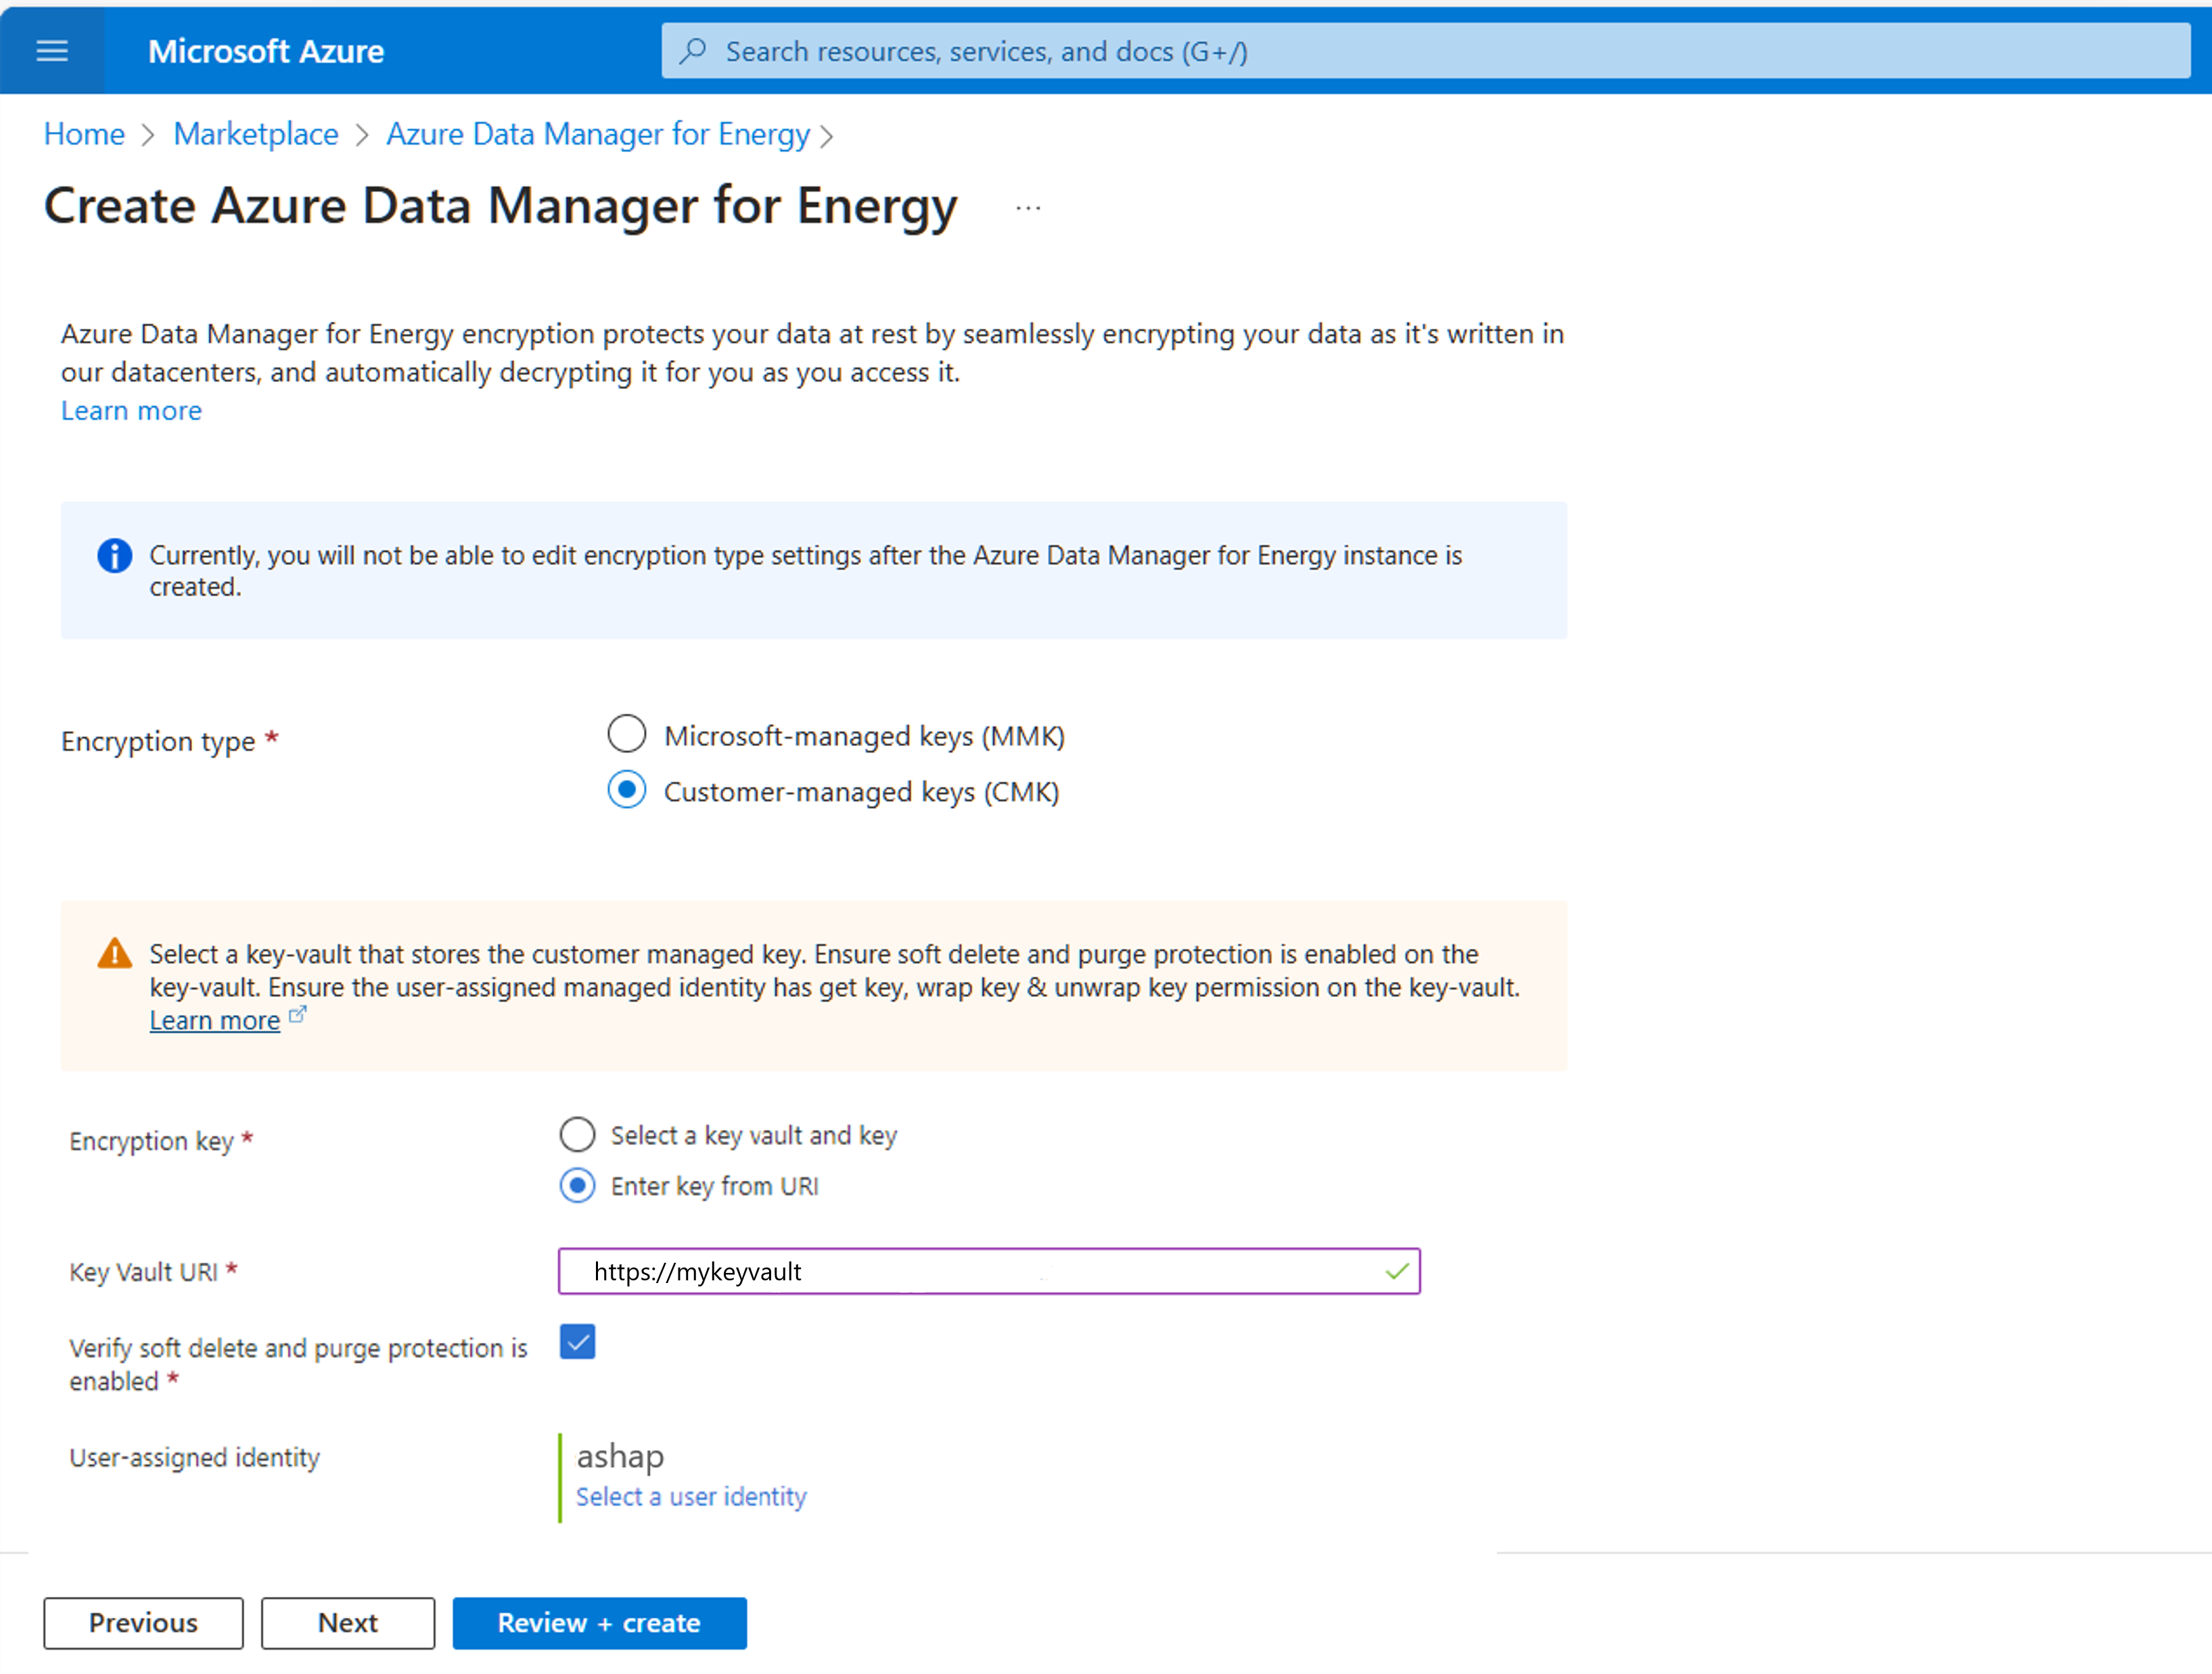 Microsoft Azure
Search resources, services, and docs (G+/)
Home > Marketplace > Azure Data Manager for Energy >
Create Azure Data Manager for Energy ...
Azure Data Manager for Energy encryption protects your data at rest by seamlessly encrypting your data as it's written in
our datacenters, and automatically decrypting it for you as you access it.
Learn more
Currently, you will not be able to edit encryption type settings after the Azure Data Manager for Energy instance is
created.
Encryption type *
Microsoft-managed keys (MMK)
Customer-managed keys (CMK)
Select a key-vault that stores the customer managed key. Ensure soft delete and purge protection is enabled on the
key-vault. Ensure the user-assigned managed identity has get key, wrap key & unwrap key permission on the key-vault.
Learn more
Encryption key *
Select a key vault and key
Enter key from URI
Key Vault URI *
https://mykeyvault
Verify soft delete and purge protection is
enabled *
User-assigned identity
ashap
Select a user identity
Previous
Next
Review + create